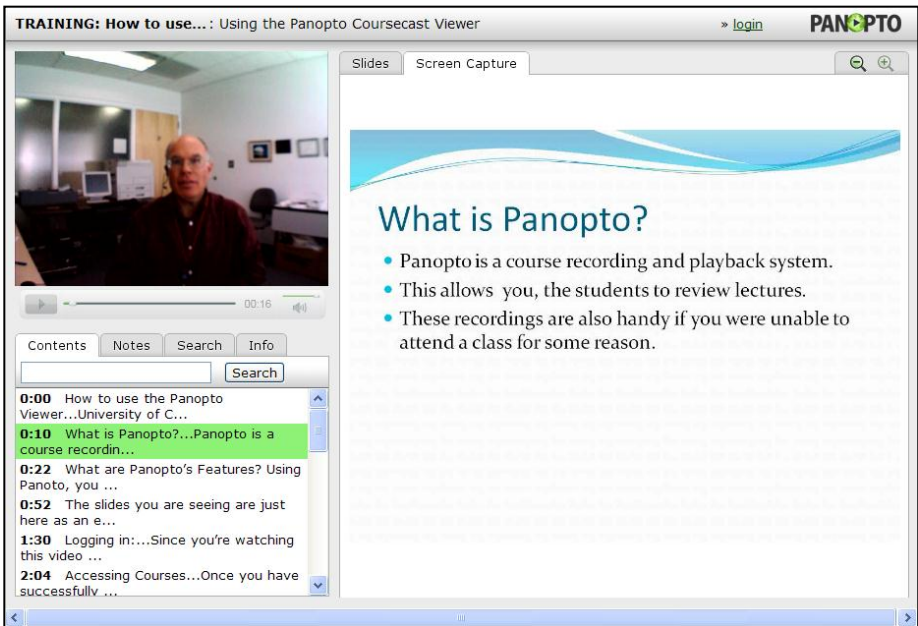 TRAINING: How to use...: Using the Panopto Coursecast Viewer
» login
PANOPTO
00:16
Contents
Notes
Search
Info
Search
0:00 How to use the Panopto
Viewer...University of C...
0:10 What is Panopto?...Panopto is a
course recordin...
0:22 What are Panopto's Features? Using
Panoto, you ...
0:52 The slides you are seeing are just
here as an e...
1:30 Logging in:...Since you're watching
this video ...
2:04 Accessing Courses...Once you have
successfully ...
Slides
Screen Capture
What is Panopto?
• Panopto is a course recording and playback system.
• This allows you, the students to review lectures.
• These recordings are also handy if you were unable to
attend a class for some reason.